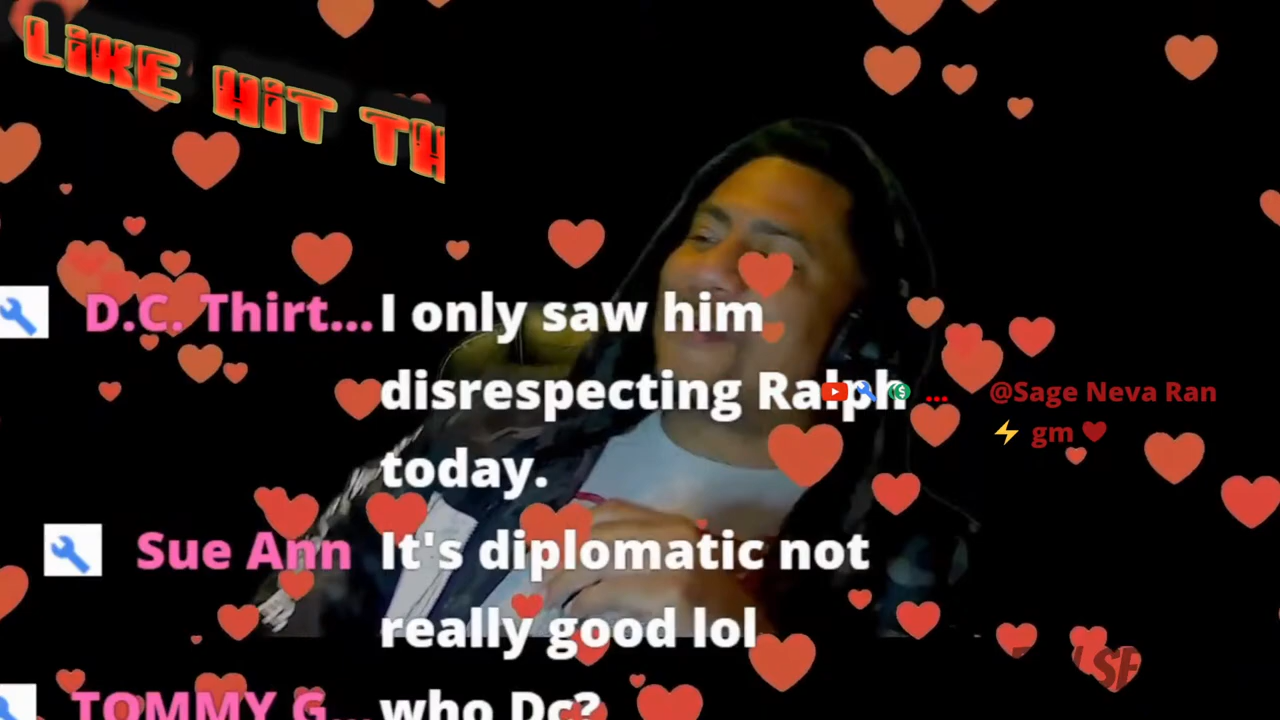 LiKE HiT TH
D.C. Thirt... I only saw him
disrespecting Ralph
today.
... @Sage Neva Ran
⚡ gm ❤
Sue Ann It's diplomatic not
really good lol
TOMMY G... who Dc?